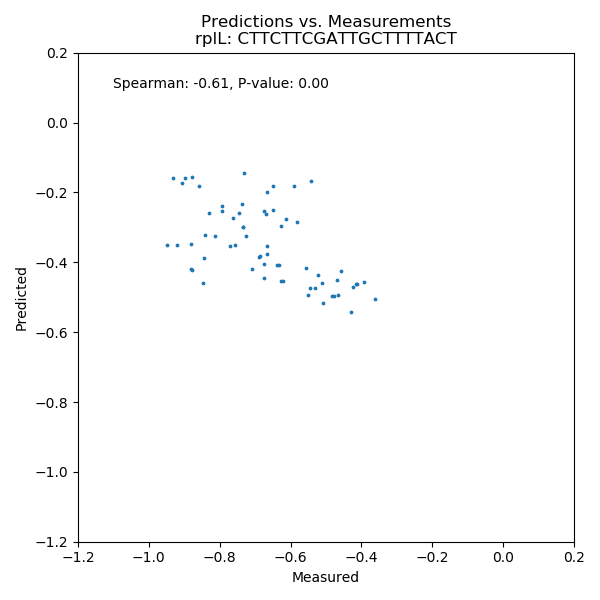 Predictions vs. Measurements
rplL: CTTCTTCGATTGCTTTTACT
Spearman: -0.61, P-value: 0.00
0.2
0.0
−0.2
−0.4
−0.6
−0.8
−1.0
−1.2
Predicted
−1.2 −1.0 −0.8 −0.6 −0.4 −0.2 0.0 0.2
Measured